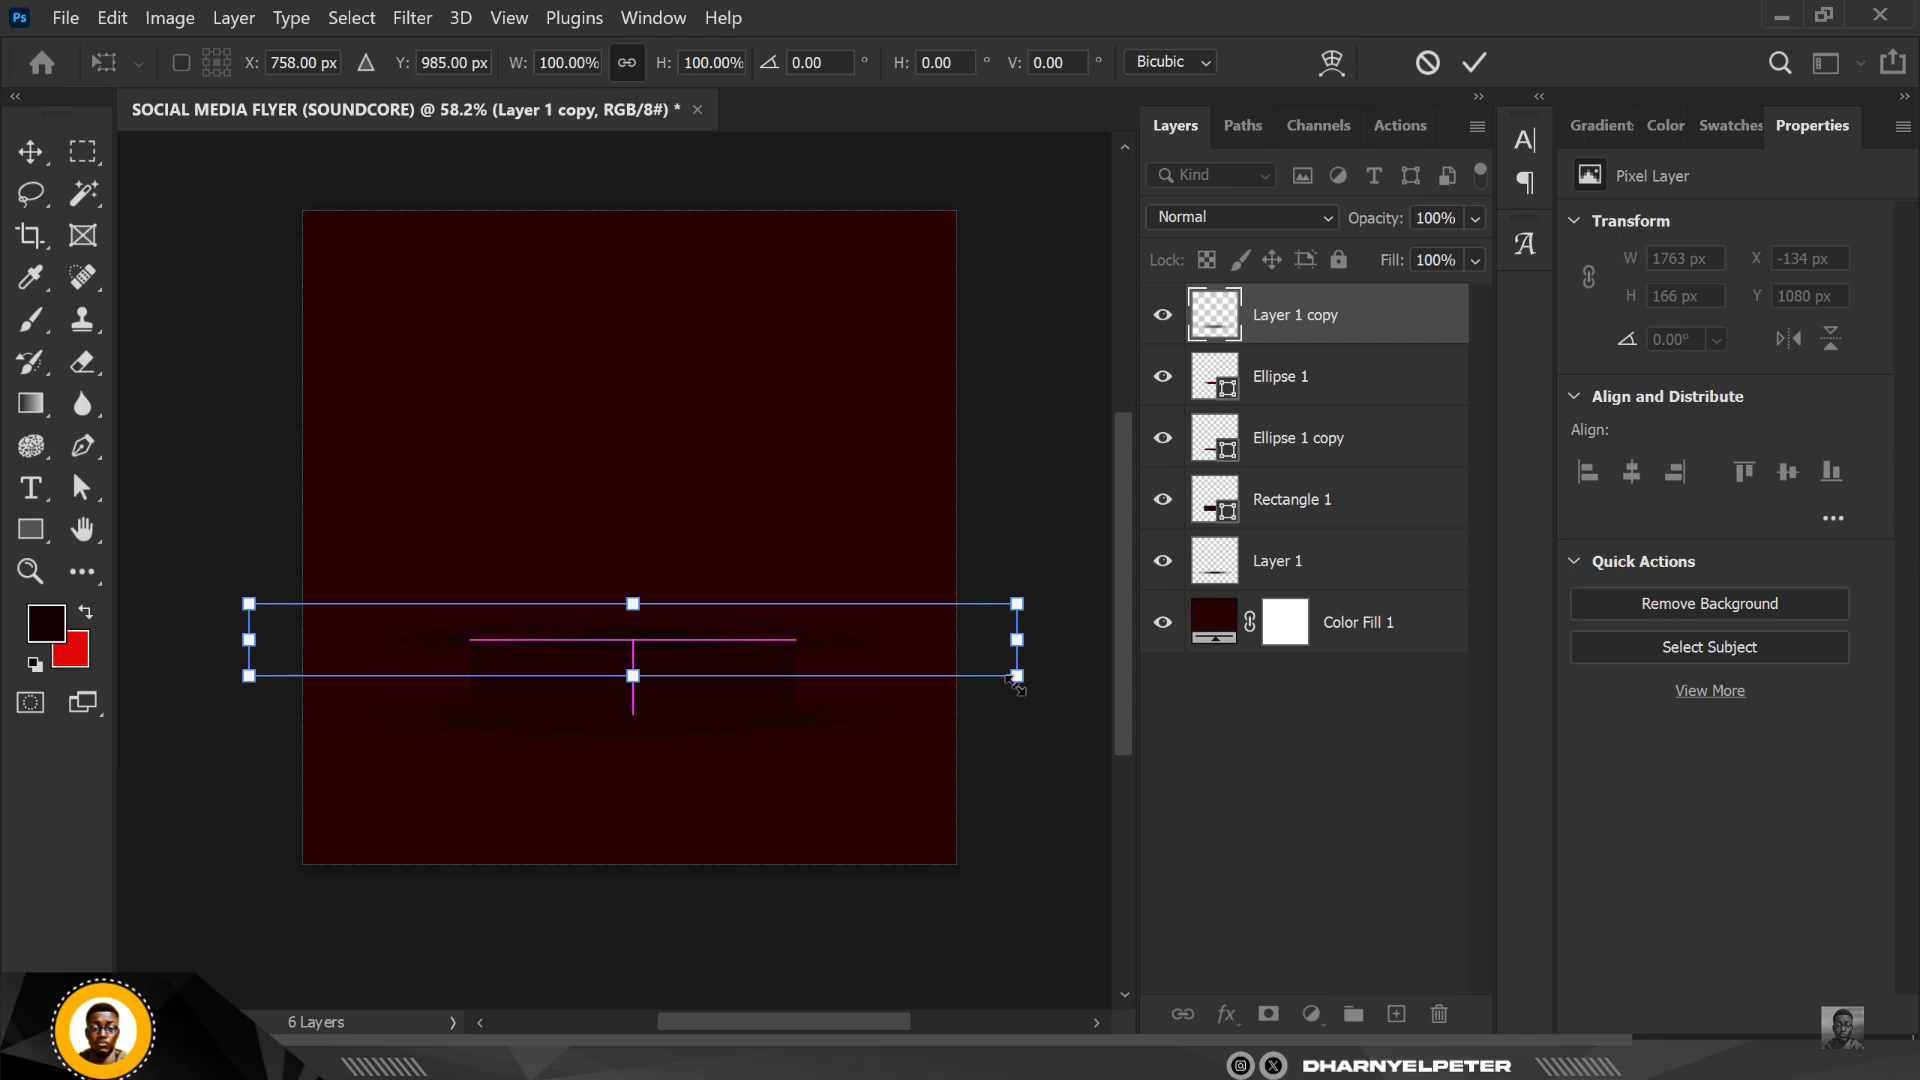 Ps File Edit Image Layer Type Select Filter 3D View Plugins Window Help
X: 758.00 px Y: 985.00 px W: 100.00% H: 100.00% 0.00 ° H: 0.00 ° V: 0.00 ° Bicubic
SOCIAL MEDIA FLYER (SOUNDCORE) @ 58.2% (Layer 1 copy, RGB/8#) * ×
Layers Paths Channels Actions
Kind
Normal Opacity: 100%
Lock: Fill: 100%
Layer 1 copy
Ellipse 1
Ellipse 1 copy
Rectangle 1
Layer 1
Color Fill 1
Gradient Color Swatches Properties
Pixel Layer
Transform
W 1763 px X -134 px
H 166 px Y 1080 px
0.00°
Align and Distribute
Align:
Quick Actions
Remove Background
Select Subject
View More
6 Layers
fx
DHARNYELPETER